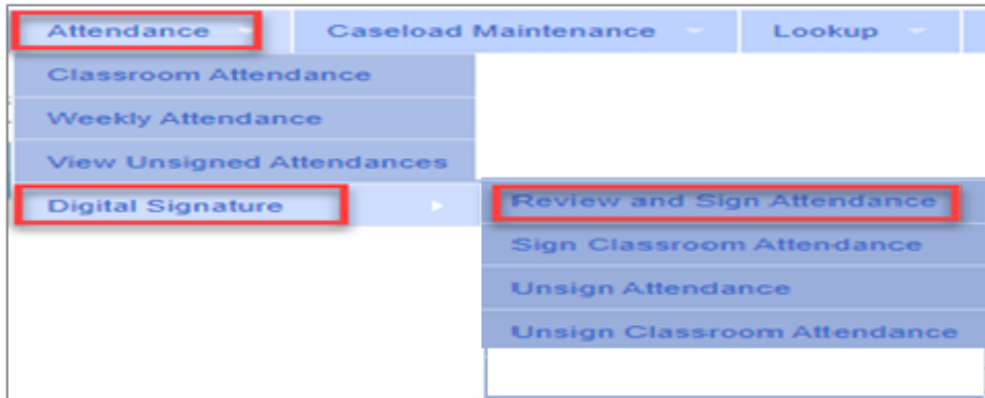 Attendance Caseload Maintenance Lookup
Classroom Attendance
Weekly Attendance
View Unsigned Attendances
Digital Signature
Review and Sign Attendance
Sign Classroom Attendance
Unsign Attendance
Unsign Classroom Attendance